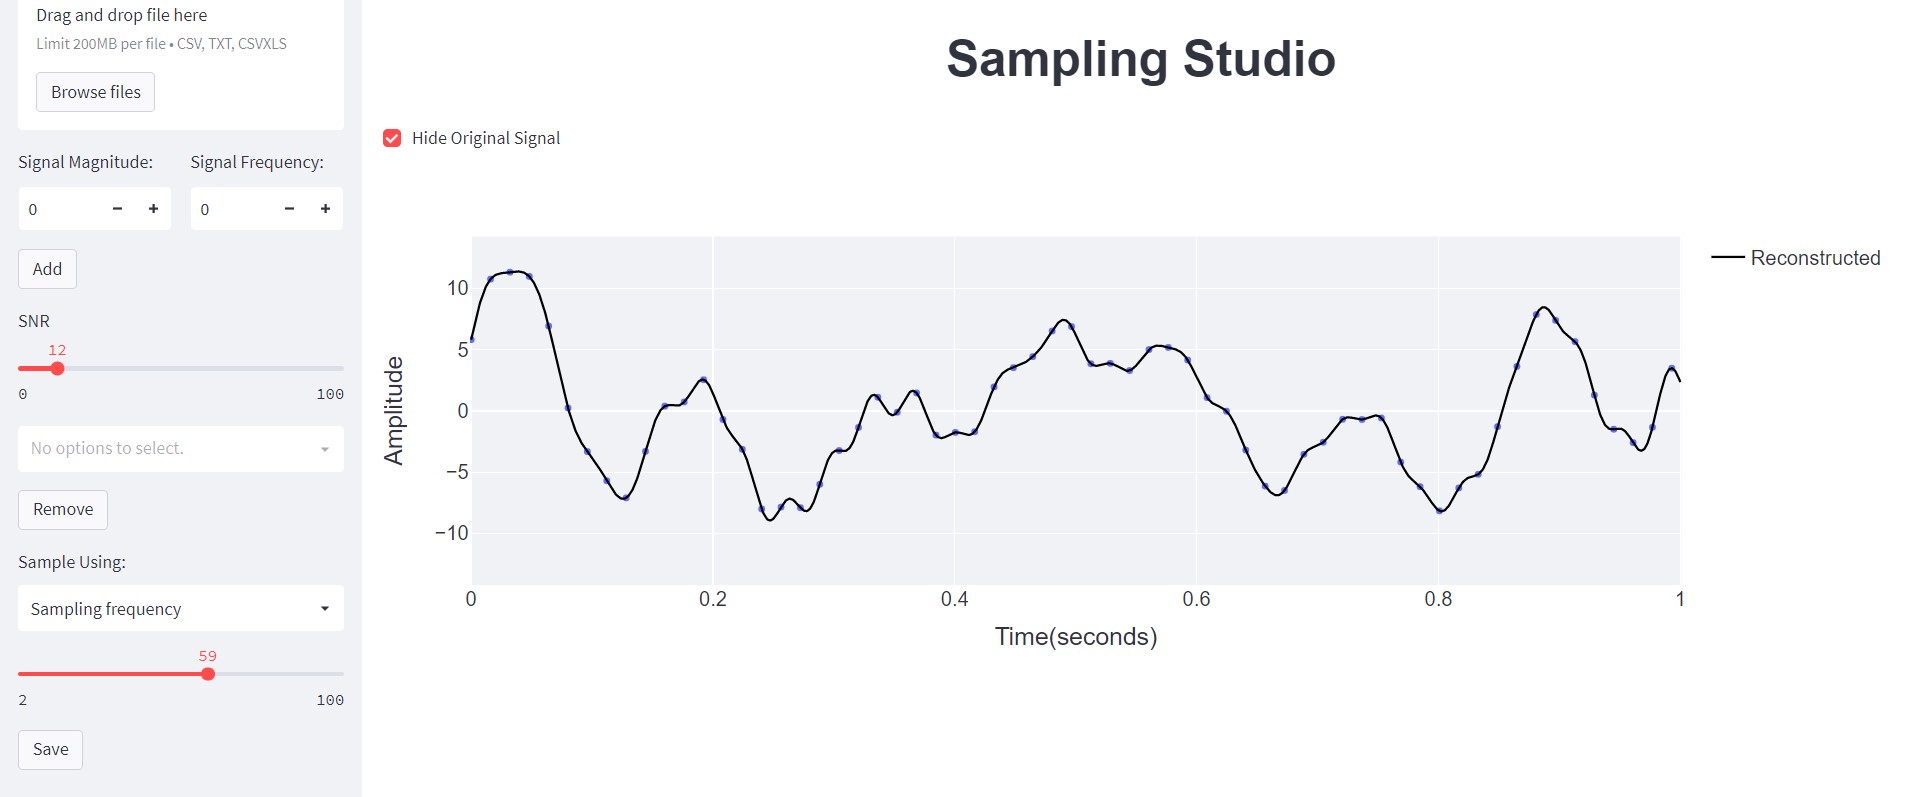 Drag and drop file here
Limit 200MB per file • CSV, TXT, CSVXLS
Browse files
Signal Magnitude: Signal Frequency:
0 − + 0 − +
Add
SNR
12
0 100
No options to select.
Remove
Sample Using:
Sampling frequency
59
2 100
Save
Sampling Studio
Hide Original Signal
Reconstructed
Amplitude
10
5
0
−5
−10
0 0.2 0.4 0.6 0.8 1
Time(seconds)